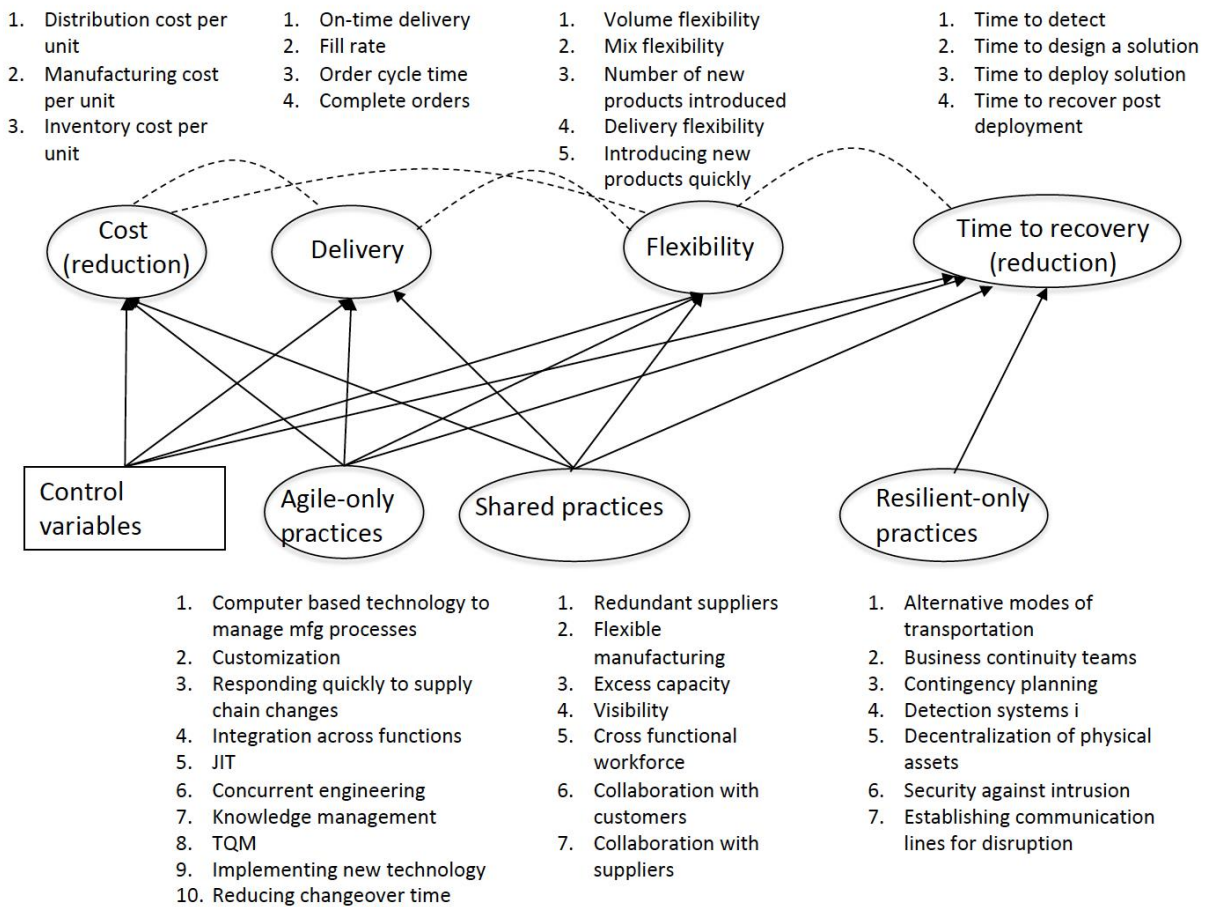 1. Distribution cost per
unit
2. Manufacturing cost
per unit
3. Inventory cost per
unit
1. On-time delivery
2. Fill rate
3. Order cycle time
4. Complete orders
1. Volume flexibility
2. Mix flexibility
3. Number of new
products introduced
4. Delivery flexibility
5. Introducing new
products quickly
1. Time to detect
2. Time to design a solution
3. Time to deploy solution
4. Time to recover post
deployment
Cost
(reduction)
Delivery
Flexibility
Time to recovery
(reduction)
Control
variables
Agile-only
practices
Shared practices
Resilient-only
practices
1. Computer based technology to
manage mfg processes
2. Customization
3. Responding quickly to supply
chain changes
4. Integration across functions
5. JIT
6. Concurrent engineering
7. Knowledge management
8. TQM
9. Implementing new technology
10. Reducing changeover time
1. Redundant suppliers
2. Flexible
manufacturing
3. Excess capacity
4. Visibility
5. Cross functional
workforce
6. Collaboration with
customers
7. Collaboration with
suppliers
1. Alternative modes of
transportation
2. Business continuity teams
3. Contingency planning
4. Detection systems i
5. Decentralization of physical
assets
6. Security against intrusion
7. Establishing communication
lines for disruption